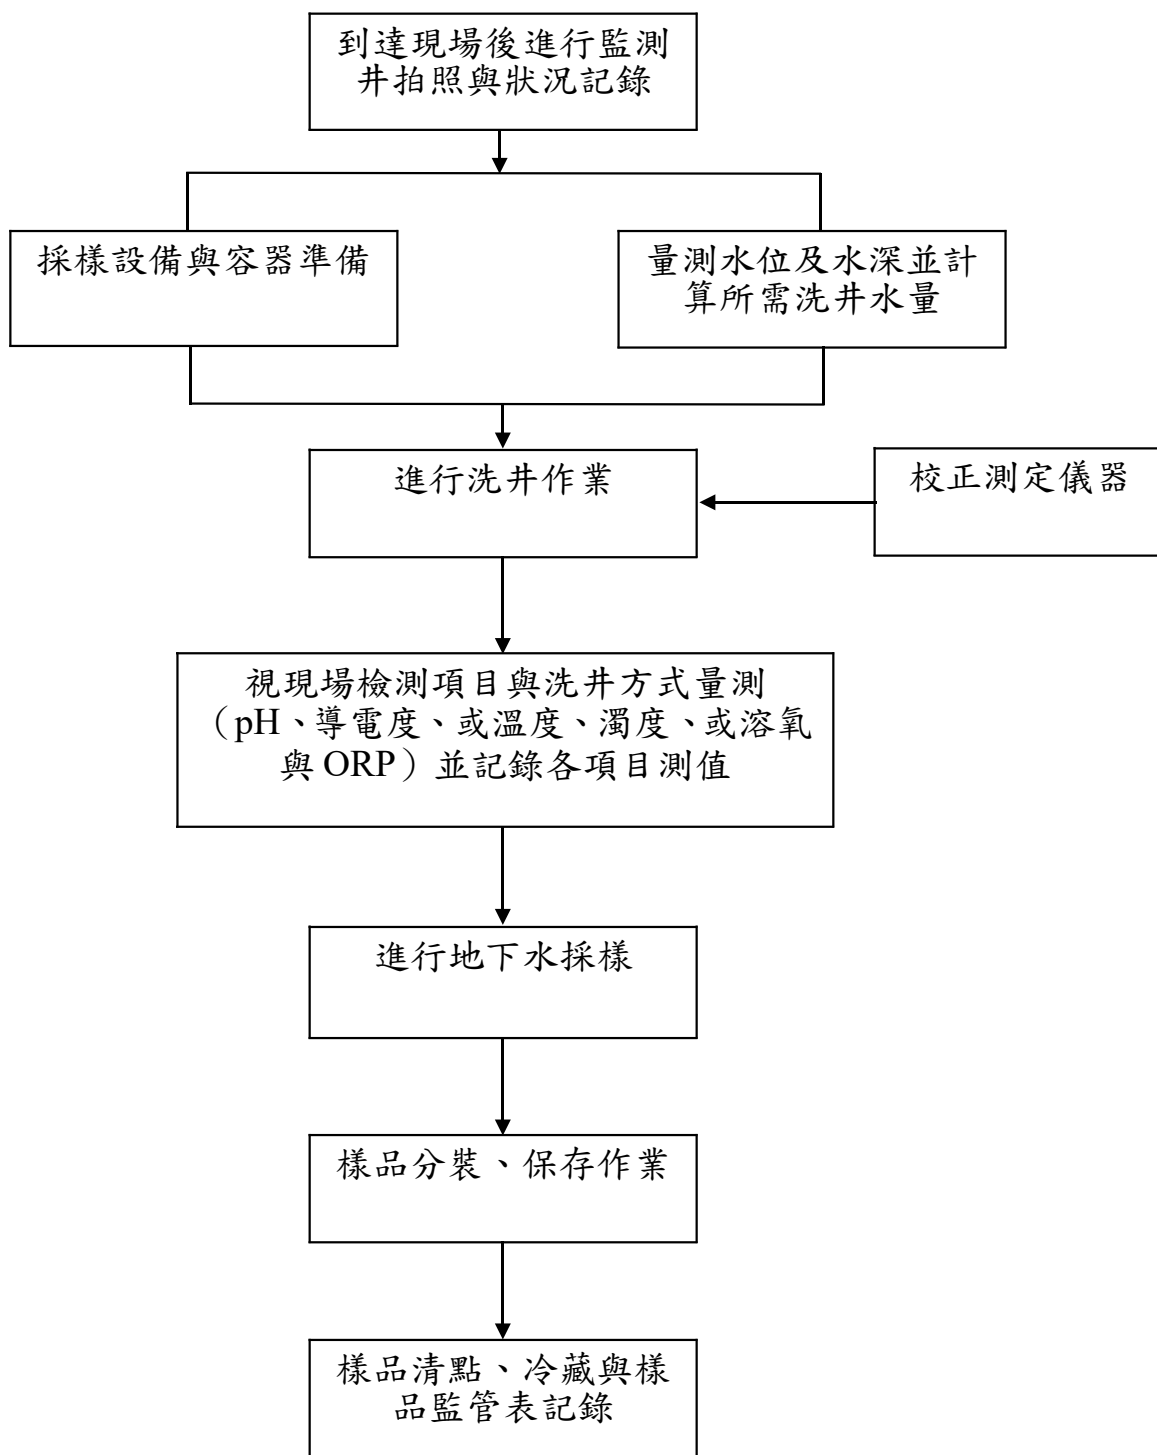 到達現場後進行監測
井拍照與狀況記錄
採樣設備與容器準備
量測水位及水深並計
算所需洗井水量
進行洗井作業
校正測定儀器
視現場檢測項目與洗井方式量測
（pH、導電度、或溫度、濁度、或溶氧
與 ORP）並記錄各項目測值
進行地下水採樣
樣品分裝、保存作業
樣品清點、冷藏與樣
品監管表記錄